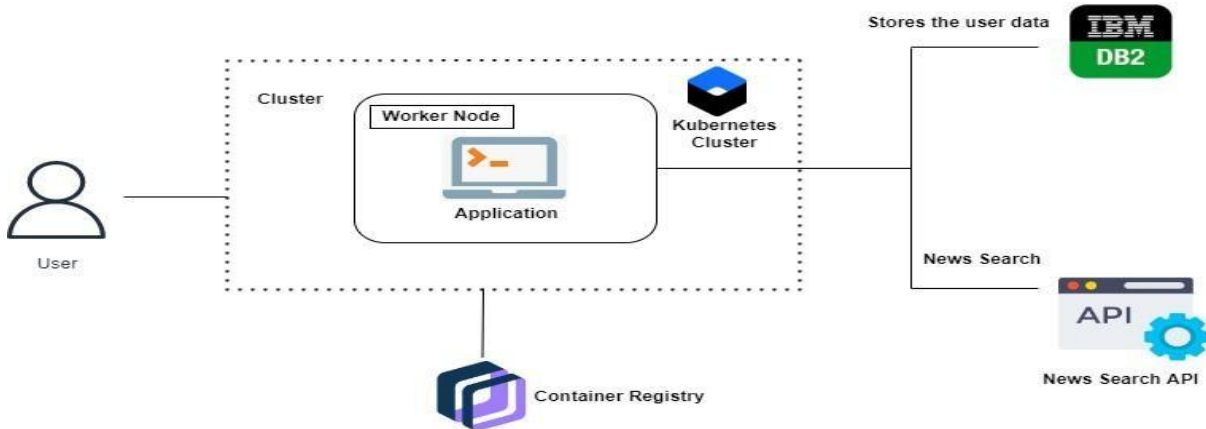 Stores the user data
IBM
DB2
Cluster
Worker Node
Kubernetes
Cluster
>_
Application
User
News Search
API
News Search API
Container Registry